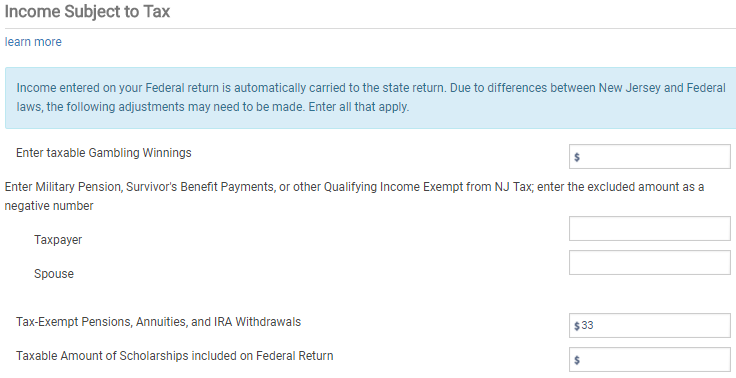 Income Subject to Tax
learn more
Income entered on your Federal return is automatically carried to the state return. Due to differences between New Jersey and Federal
laws, the following adjustments may need to be made. Enter all that apply.
Enter taxable Gambling Winnings
$
Enter Military Pension, Survivor's Benefit Payments, or other Qualifying Income Exempt from NJ Tax; enter the excluded amount as a
negative number
Taxpayer
Spouse
Tax-Exempt Pensions, Annuities, and IRA Withdrawals
$ 33
Taxable Amount of Scholarships included on Federal Return
$